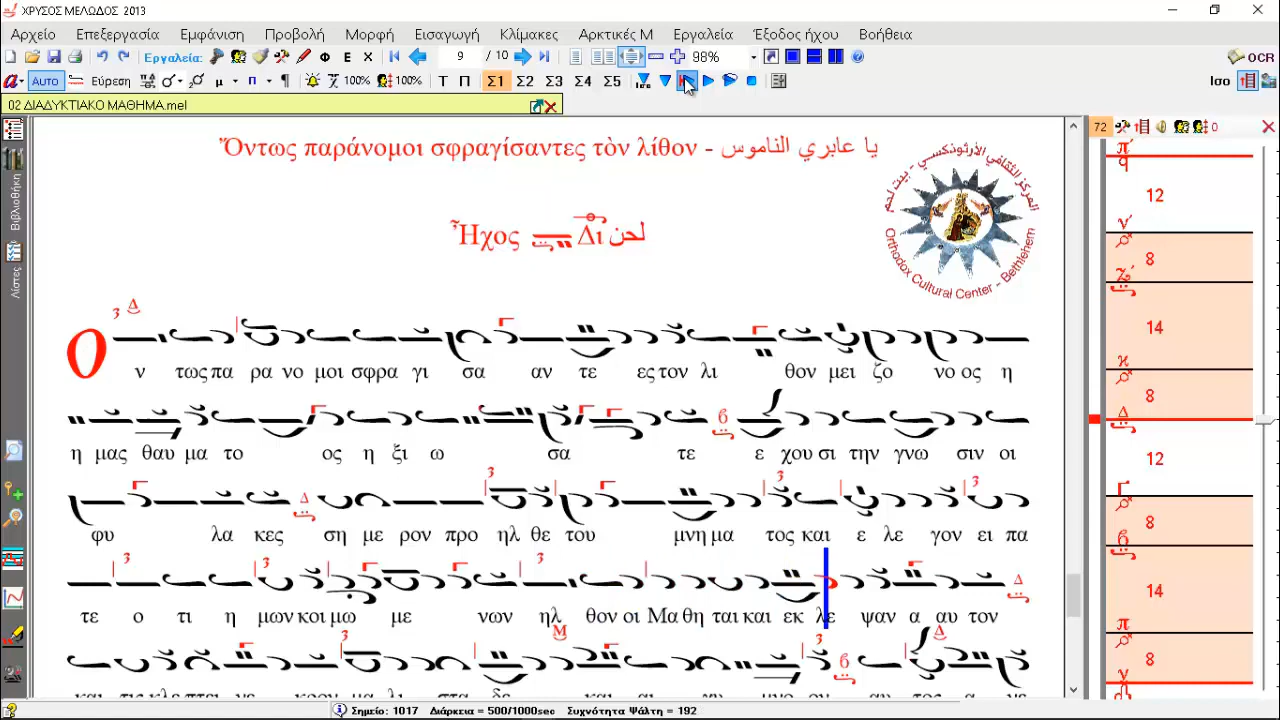 ΧΡΥΣΟΣ ΜΕΛΩΔΟΣ 2013
Αρχείο Επεξεργασία Εμφάνιση Προβολή Μορφή Εισαγωγή Κλίμακες Αρκτικές Μ Εργαλεία Έξοδος ήχου Βοήθεια
Εργαλεία: Φ Ε Χ 9 / 10 98% OCR
α Αυτο Εύρεση μ π ¶ 100% 100% Τ Π Σ1 Σ2 Σ3 Σ4 Σ5 Ισο
02 ΔΙΑΔΥΚΤΙΑΚΟ ΜΑΘΗΜΑ.mel
Βιβλιοθήκη
Λίστες
Ὄντως παράνομοι σφραγίσαντες τὸν λίθον - يا عابري الناموس
Ἦχος Δι لحن
المركز الثقافي الأرثوذكسي - بيت لحم
Orthodox Cultural Center - Bethlehem
Ο ν τως πα ρα νο μοι σφρα γι σα αν τε ες τον λι θον μει ζο νο ος η
η μας θαυ μα το ος η ξι ω σα τε ε χου σι την γνω σιν οι
φυ λα κες ση με ρον προ ηλ θε του μνη μα τος και ε λε γον ει πα
τε ο τι η μων κοι μω με νων ηλ θον οι Μα θη ται και εκ λε ψαν α αυ τον
72 0
12
8
14
8
12
8
14
8
Σημείο: 1017 Διάρκεια = 500/1000sec Συχνότητα Ψάλτη = 192